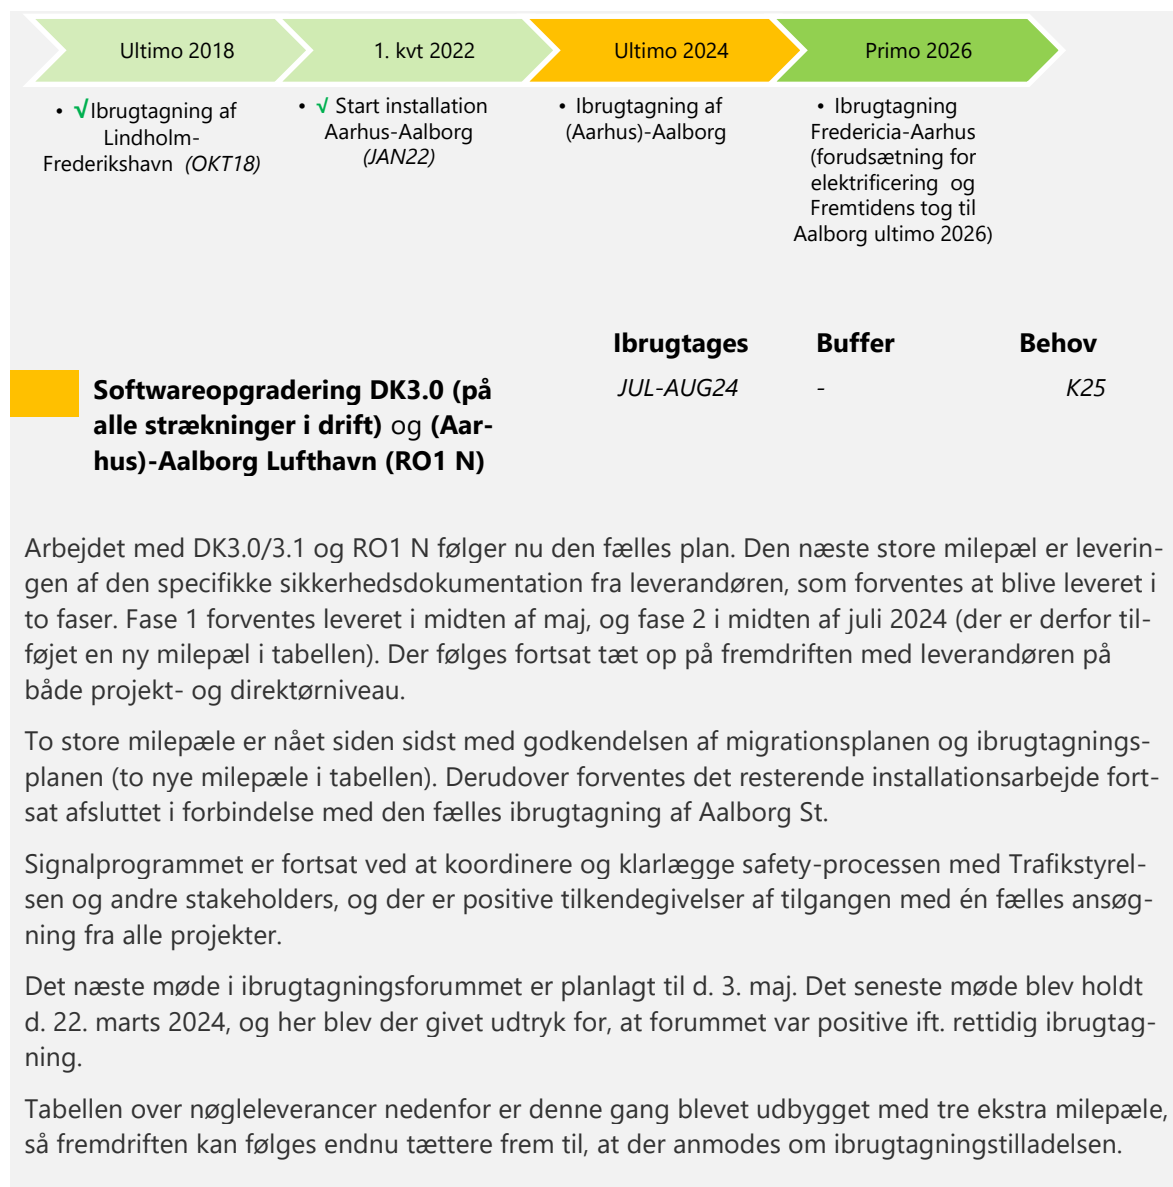 Ultimo 2018
1. kvt 2022
Ultimo 2024
Primo 2026
• √Ibrugtagning af
Lindholm-
Frederikshavn (OKT18)
• √ Start installation
Aarhus-Aalborg
(JAN22)
• Ibrugtagning af
(Aarhus)-Aalborg
• Ibrugtagning
Fredericia-Aarhus
(forudsætning for
elektrificering og
Fremtidens tog til
Aalborg ultimo 2026)
Ibrugtages Buffer Behov
Softwareopgradering DK3.0 (på
alle strækninger i drift) og (Aar-
hus)-Aalborg Lufthavn (RO1 N)
JUL-AUG24 - K25
Arbejdet med DK3.0/3.1 og RO1 N følger nu den fælles plan. Den næste store milepæl er leverin-
gen af den specifikke sikkerhedsdokumentation fra leverandøren, som forventes at blive leveret i
to faser. Fase 1 forventes leveret i midten af maj, og fase 2 i midten af juli 2024 (der er derfor til-
føjet en ny milepæl i tabellen). Der følges fortsat tæt op på fremdriften med leverandøren på
både projekt- og direktørniveau.
To store milepæle er nået siden sidst med godkendelsen af migrationsplanen og ibrugtagnings-
planen (to nye milepæle i tabellen). Derudover forventes det resterende installationsarbejde fort-
sat afsluttet i forbindelse med den fælles ibrugtagning af Aalborg St.
Signalprogrammet er fortsat ved at koordinere og klarlægge safety-processen med Trafikstyrel-
sen og andre stakeholders, og der er positive tilkendegivelser af tilgangen med én fælles ansøg-
ning fra alle projekter.
Det næste møde i ibrugtagningsforummet er planlagt til d. 3. maj. Det seneste møde blev holdt
d. 22. marts 2024, og her blev der givet udtryk for, at forummet var positive ift. rettidig ibrugtag-
ning.
Tabellen over nøgleleverancer nedenfor er denne gang blevet udbygget med tre ekstra milepæle,
så fremdriften kan følges endnu tættere frem til, at der anmodes om ibrugtagningstilladelsen.